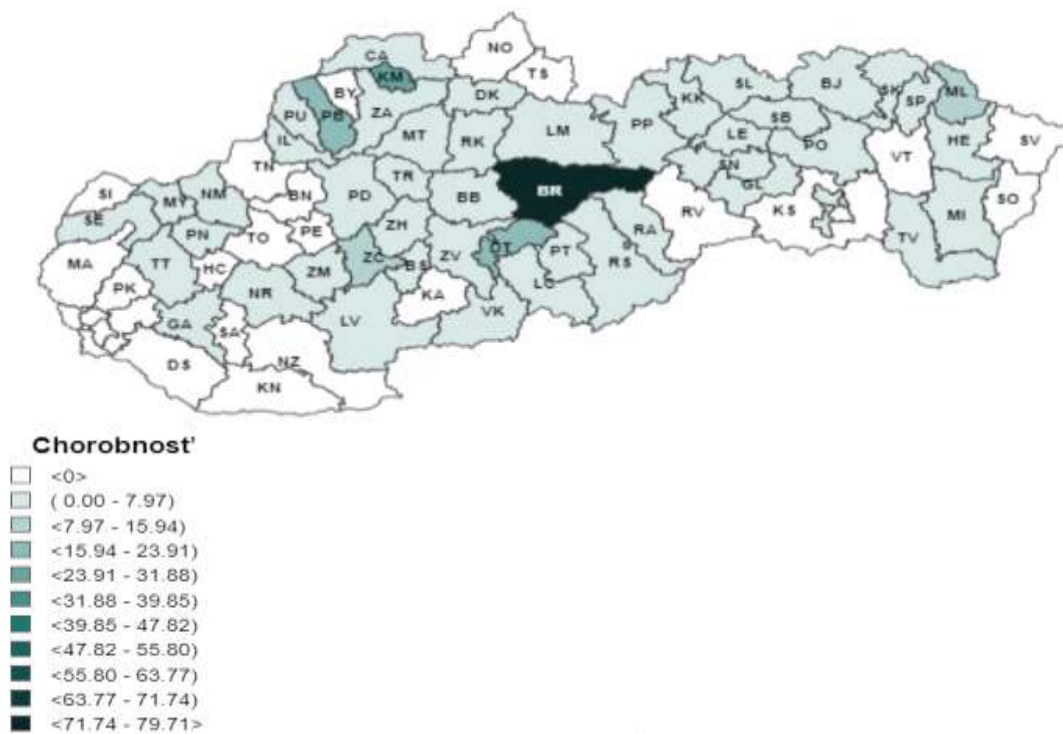 NO
CA
TS
KM
BY
DK
SL
BJ
SK
ML
PU
PB
ZA
KK
SP
SB
IL
MT
RK
LM
PP
LE
PO
HE
SV
TN
SN
VT
TR
BR
SI
BN
PD
BB
GL
SO
MY
NM
RV
KS
SE
ZH
RA
MI
PN
TO
PE
DT
PT
TV
MA
TT
HC
ZC
BS
ZV
RS
ZM
PK
NR
KA
LC
GA
SA
LV
VK
DS
NZ
KN
Chorobnosť
<0>
( 0.00 - 7.97)
<7.97 - 15.94)
<15.94 - 23.91)
<23.91 - 31.88)
<31.88 - 39.85)
<39.85 - 47.82)
<47.82 - 55.80)
<55.80 - 63.77)
<63.77 - 71.74)
<71.74 - 79.71>